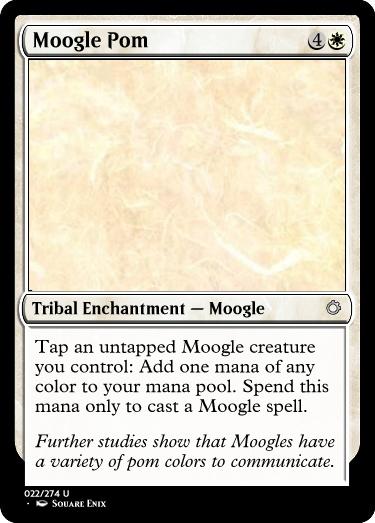 Moogle Pom 4
Tribal Enchantment — Moogle
Tap an untapped Moogle creature
you control: Add one mana of any
color to your mana pool. Spend this
mana only to cast a Moogle spell.
Further studies show that Moogles have
a variety of pom colors to communicate.
022/274 U
· Square Enix